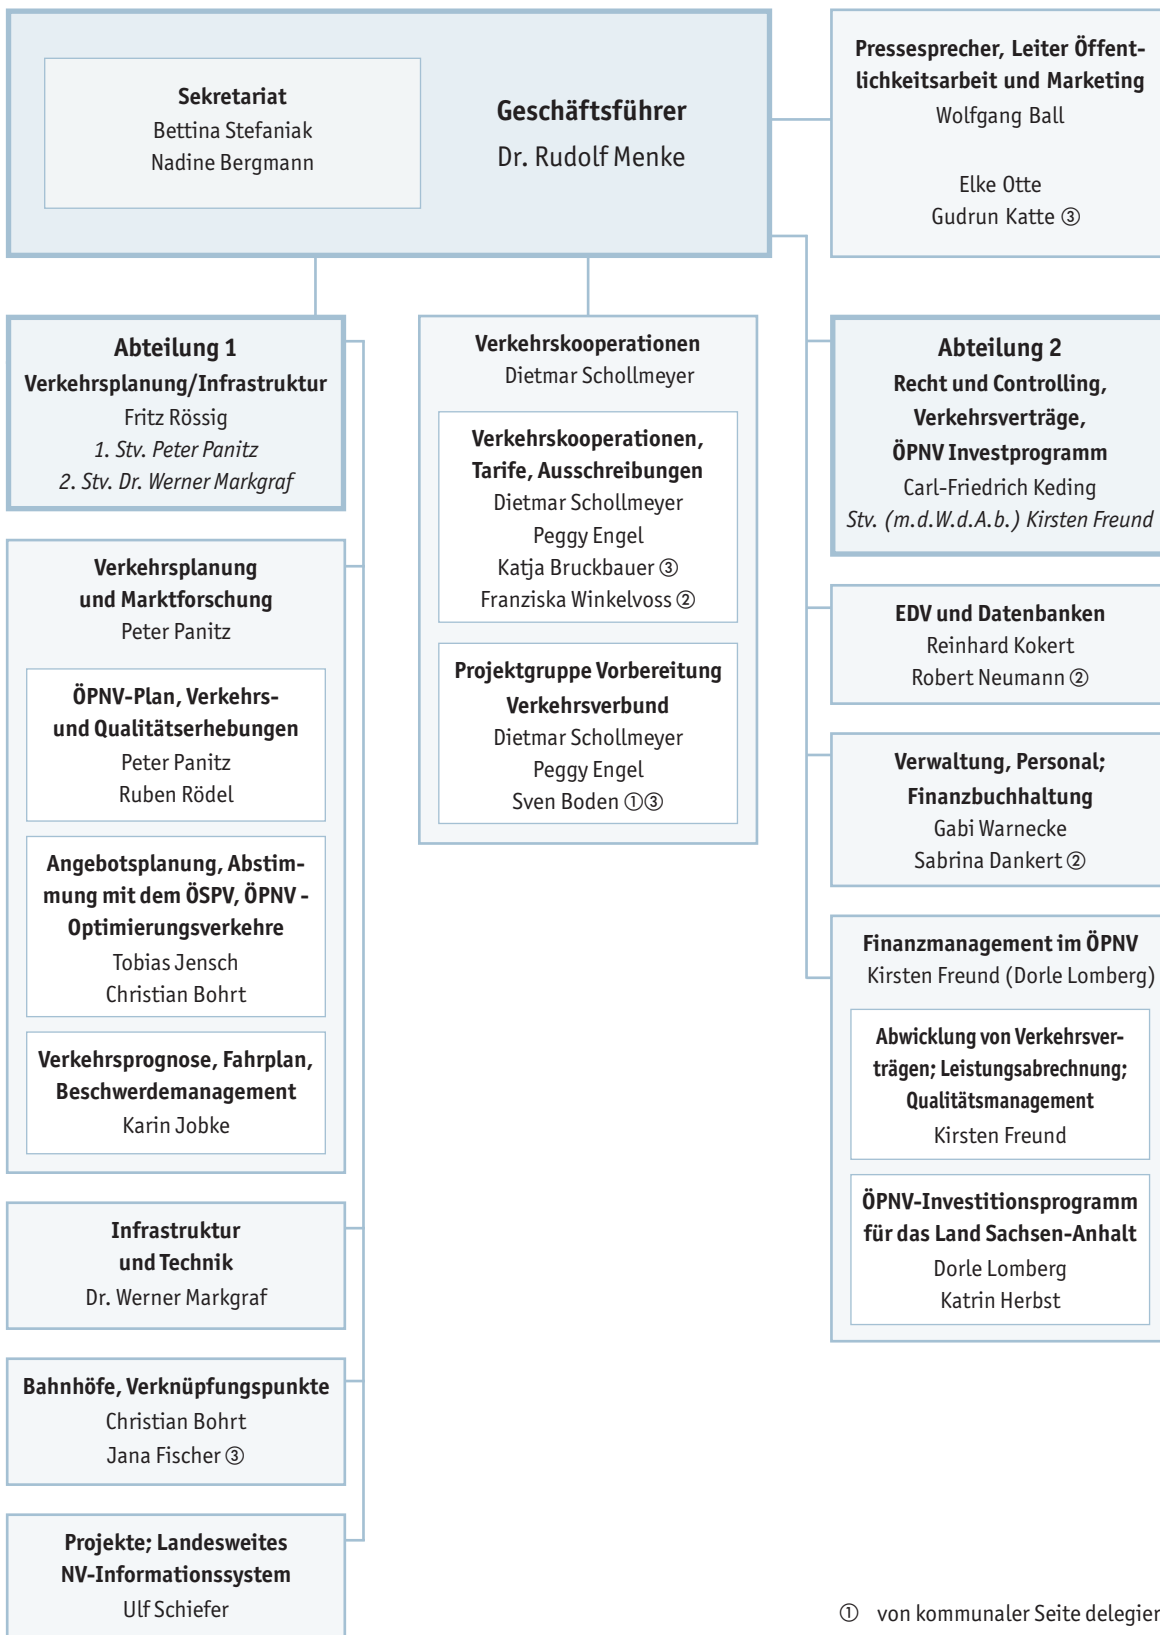 Sekretariat
Bettina Stefaniak
Nadine Bergmann
Geschäftsführer
Dr. Rudolf Menke
Pressesprecher, Leiter Öffent-
lichkeitsarbeit und Marketing
Wolfgang Ball
Elke Otte
Gudrun Katte ③
Abteilung 1
Verkehrsplanung/Infrastruktur
Fritz Rössig
1. Stv. Peter Panitz
2. Stv. Dr. Werner Markgraf
Verkehrsplanung
und Marktforschung
Peter Panitz
ÖPNV-Plan, Verkehrs-
und Qualitätserhebungen
Peter Panitz
Ruben Rödel
Angebotsplanung, Abstim-
mung mit dem ÖSPV, ÖPNV -
Optimierungsverkehre
Tobias Jensch
Christian Bohrt
Verkehrsprognose, Fahrplan,
Beschwerdemanagement
Karin Jobke
Infrastruktur
und Technik
Dr. Werner Markgraf
Bahnhöfe, Verknüpfungspunkte
Christian Bohrt
Jana Fischer ③
Projekte; Landesweites
NV-Informationssystem
Ulf Schiefer
Verkehrskooperationen
Dietmar Schollmeyer
Verkehrskooperationen,
Tarife, Ausschreibungen
Dietmar Schollmeyer
Peggy Engel
Katja Bruckbauer ③
Franziska Winkelvoss ②
Projektgruppe Vorbereitung
Verkehrsverbund
Dietmar Schollmeyer
Peggy Engel
Sven Boden ①③
Abteilung 2
Recht und Controlling,
Verkehrsverträge,
ÖPNV Investprogramm
Carl-Friedrich Keding
Stv. (m.d.W.d.A.b.) Kirsten Freund
EDV und Datenbanken
Reinhard Kokert
Robert Neumann ②
Verwaltung, Personal;
Finanzbuchhaltung
Gabi Warnecke
Sabrina Dankert ②
Finanzmanagement im ÖPNV
Kirsten Freund (Dorle Lomberg)
Abwicklung von Verkehrsver-
trägen; Leistungsabrechnung;
Qualitätsmanagement
Kirsten Freund
ÖPNV-Investitionsprogramm
für das Land Sachsen-Anhalt
Dorle Lomberg
Katrin Herbst
① von kommunaler Seite delegier